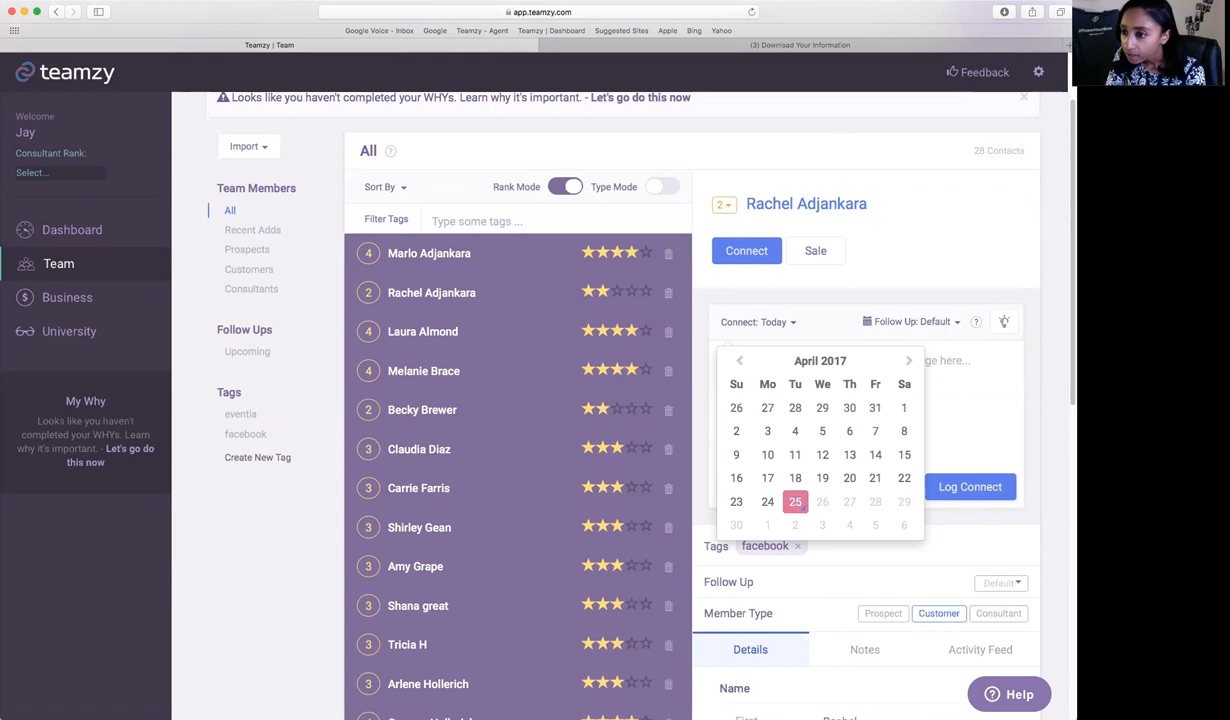 app.teamzy.com
Google Voice - Inbox Google Teamzy - Agent Teamzy | Dashboard Suggested Sites Apple Bing Yahoo
Teamzy | Team (3) Download Your Information
teamzy Feedback
Looks like you haven't completed your WHYs. Learn why it's important. - Let's go do this now
Welcome
Jay
Consultant Rank:
Select...
Dashboard
Team
Business
University
My Why
Looks like you haven't
completed your WHYs. Learn
why it's important. - Let's go do
this now
Import
Team Members
All
Recent Adds
Prospects
Customers
Consultants
Follow Ups
Upcoming
Tags
eventia
facebook
Create New Tag
All 28 Contacts
Sort By Rank Mode Type Mode
Filter Tags Type some tags ...
4 Marlo Adjankara
2 Rachel Adjankara
4 Laura Almond
4 Melanie Brace
2 Becky Brewer
3 Claudia Diaz
3 Carrie Farris
3 Shirley Gean
3 Amy Grape
3 Shana great
3 Tricia H
3 Arlene Hollerich
2 Rachel Adjankara
Connect Sale
Connect: Today Follow Up: Default
ge here...
April 2017
Su Mo Tu We Th Fr Sa
26 27 28 29 30 31 1
2 3 4 5 6 7 8
9 10 11 12 13 14 15
16 17 18 19 20 21 22
23 24 25 26 27 28 29
30 1 2 3 4 5 6
Log Connect
Tags facebook ×
Follow Up Default
Member Type Prospect Customer Consultant
Details Notes Activity Feed
Name
First Rachel
Help